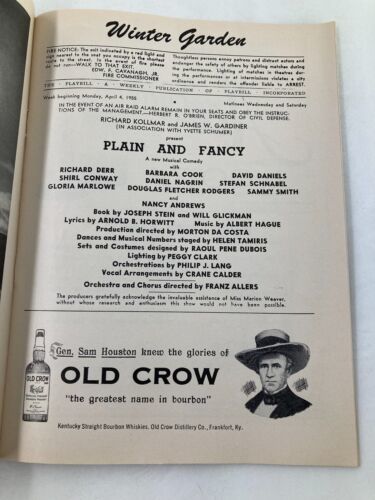 Winter Garden
FIRE NOTICE: The exit indicated by a red light and
sign nearest to the seat you occupy is the shortest
route to the street. In the event of fire please
do not run—WALK TO THAT EXIT.
EDW. F. CAVANAGH, JR.
FIRE COMMISSIONER
Thoughtless persons annoy patrons and distract actors and
endanger the safety of others by lighting matches during
the performance. Lighting of matches in theatres dur-
ing the performances or at intermissions violates a city
ordinance and renders the offender liable to ARREST.
THE PLAYBILL • A WEEKLY PUBLICATION OF PLAYBILL INCORPORATED
Week beginning Monday, April 4, 1955
Matinees Wednesday and Saturday
IN THE EVENT OF AN AIR RAID ALARM REMAIN IN YOUR SEATS AND OBEY THE INSTRUC-
TIONS OF THE MANAGEMENT.—HERBERT R. O'BRIEN, DIRECTOR OF CIVIL DEFENSE.
RICHARD KOLLMAR and JAMES W. GARDINER
(IN ASSOCIATION WITH YVETTE SCHUMER)
present
PLAIN AND FANCY
A new Musical Comedy
with
RICHARD DERR BARBARA COOK DAVID DANIELS
SHIRL CONWAY DANIEL NAGRIN STEFAN SCHNABEL
GLORIA MARLOWE DOUGLAS FLETCHER RODGERS SAMMY SMITH
and
NANCY ANDREWS
Book by JOSEPH STEIN and WILL GLICKMAN
Lyrics by ARNOLD B. HORWITT Music by ALBERT HAGUE
Production directed by MORTON DA COSTA
Dances and Musical Numbers staged by HELEN TAMIRIS
Sets and Costumes designed by RAOUL PENE DUBOIS
Lighting by PEGGY CLARK
Orchestrations by PHILIP J. LANG
Vocal Arrangements by CRANE CALDER
Orchestra and Chorus directed by FRANZ ALLERS
The producers gratefully acknowledge the invaluable assistance of Miss Marion Weaver,
without whose research and enthusiasm this show would not have been possible.
Gen. Sam Houston knew the glories of
OLD CROW
"the greatest name in bourbon"
OLD CROW
Kentucky Straight Bourbon Whiskies. Old Crow Distillery Co., Frankfort, Ky.